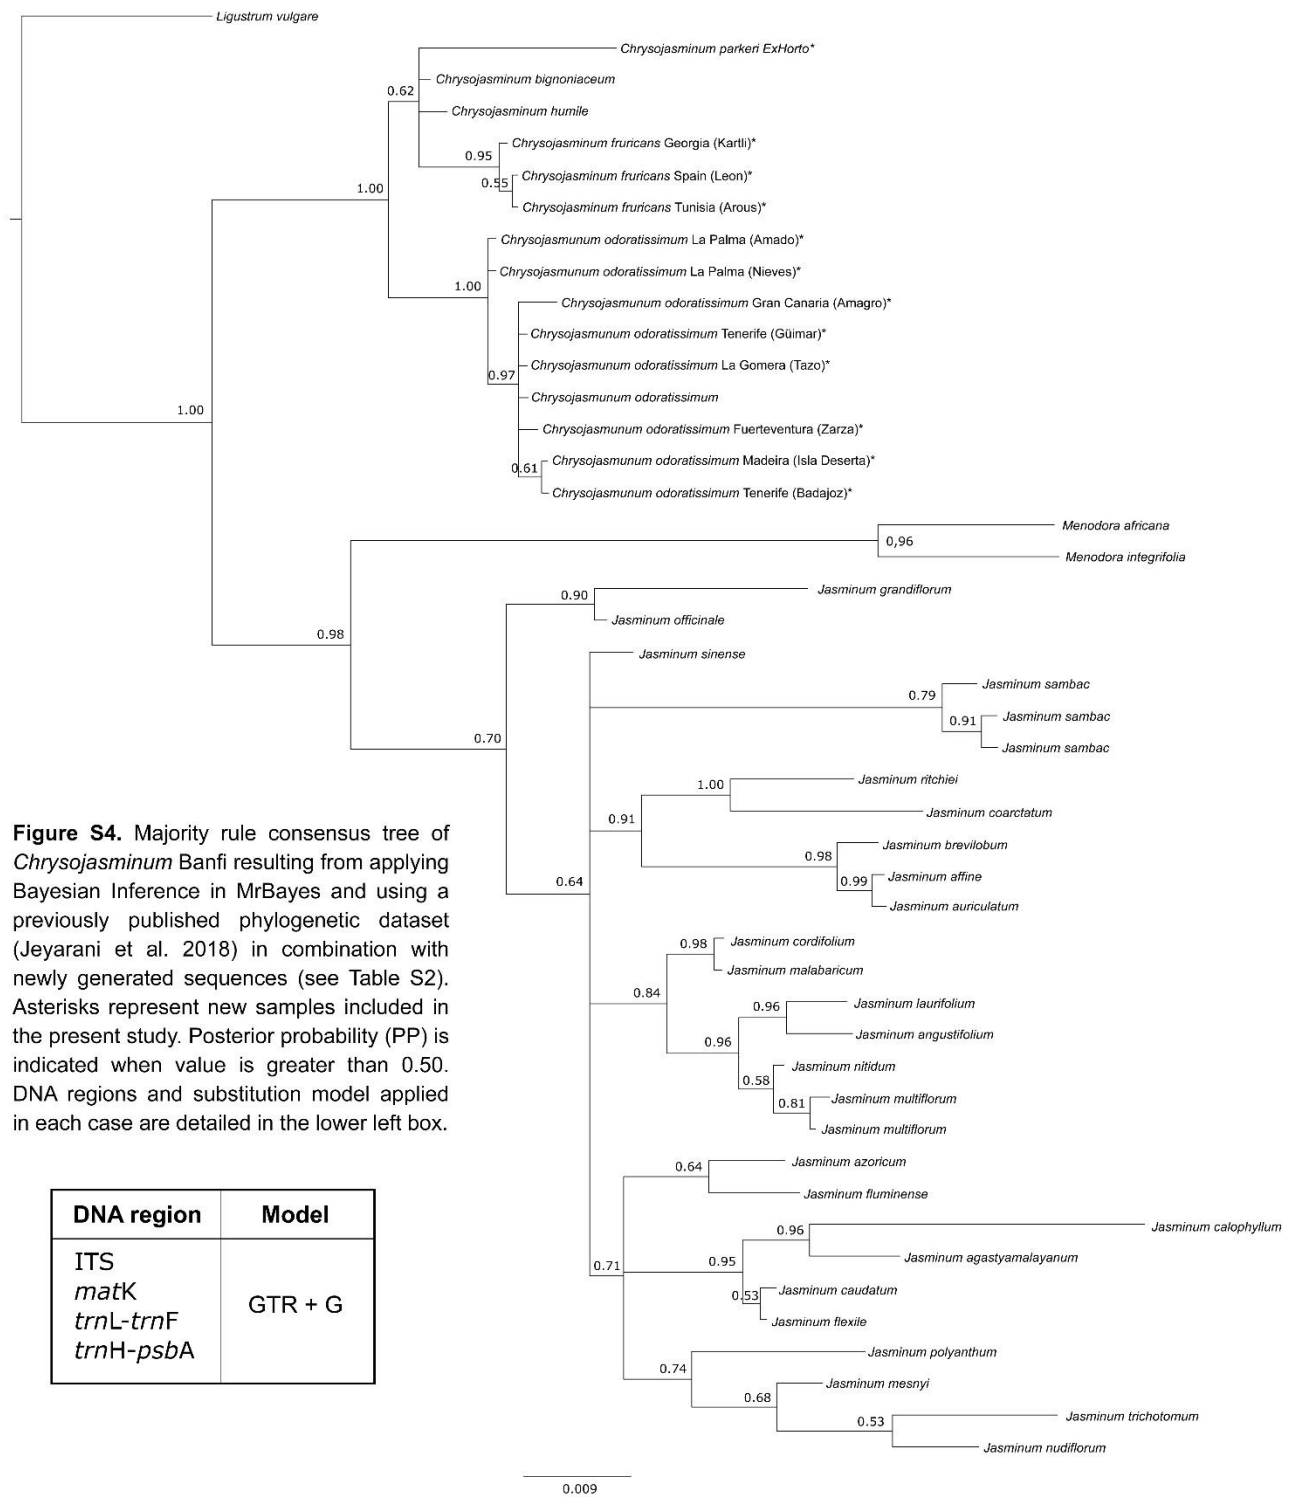 Ligustrum vulgare
Chrysojasminum parkeri ExHorto*
Chrysojasminum bignoniaceum
0.62
Chrysojasminum humile
Chrysojasminum fruricans Georgia (Kartli)*
0.95
Chrysojasminum fruricans Spain (Leon)*
0.55
1.00
Chrysojasminum fruricans Tunisia (Arous)*
Chrysojasmunum odoratissimum La Palma (Amado)*
Chrysojasmunum odoratissimum La Palma (Nieves)*
1.00
Chrysojasmunum odoratissimum Gran Canaria (Amagro)*
Chrysojasmunum odoratissimum Tenerife (Güimar)*
Chrysojasmunum odoratissimum La Gomera (Tazo)*
0.97
Chrysojasmunum odoratissimum
1.00
Chrysojasmunum odoratissimum Fuerteventura (Zarza)*
Chrysojasmunum odoratissimum Madeira (Isla Deserta)*
0.61
Chrysojasmunum odoratissimum Tenerife (Badajoz)*
Menodora africana
0,96
Menodora integrifolia
Jasminum grandiflorum
0.90
Jasminum officinale
0.98
Jasminum sinense
Jasminum sambac
0.79
Jasminum sambac
0.91
0.70
Jasminum sambac
Jasminum ritchiei
1.00
Jasminum coarctatum
0.91
Jasminum brevilobum
0.98
Jasminum affine
0.99
0.64
Jasminum auriculatum
Jasminum cordifolium
0.98
Jasminum malabaricum
0.84
Jasminum laurifolium
0.96
Jasminum angustifolium
0.96
Jasminum nitidum
0.58
Jasminum multiflorum
0.81
Jasminum multiflorum
Jasminum azoricum
0.64
Jasminum fluminense
Jasminum calophyllum
0.96
Jasminum agastyamalayanum
0.95
0.71
Jasminum caudatum
0.53
Jasminum flexile
Jasminum polyanthum
0.74
Jasminum mesnyi
0.68
Jasminum trichotomum
0.53
Jasminum nudiflorum
0.009
Figure S4. Majority rule consensus tree of
Chrysojasminum Banfi resulting from applying
Bayesian Inference in MrBayes and using a
previously published phylogenetic dataset
(Jeyarani et al. 2018) in combination with
newly generated sequences (see Table S2).
Asterisks represent new samples included in
the present study. Posterior probability (PP) is
indicated when value is greater than 0.50.
DNA regions and substitution model applied
in each case are detailed in the lower left box.
DNA region Model
ITS
matK
trnL-trnF
trnH-psbA
GTR + G